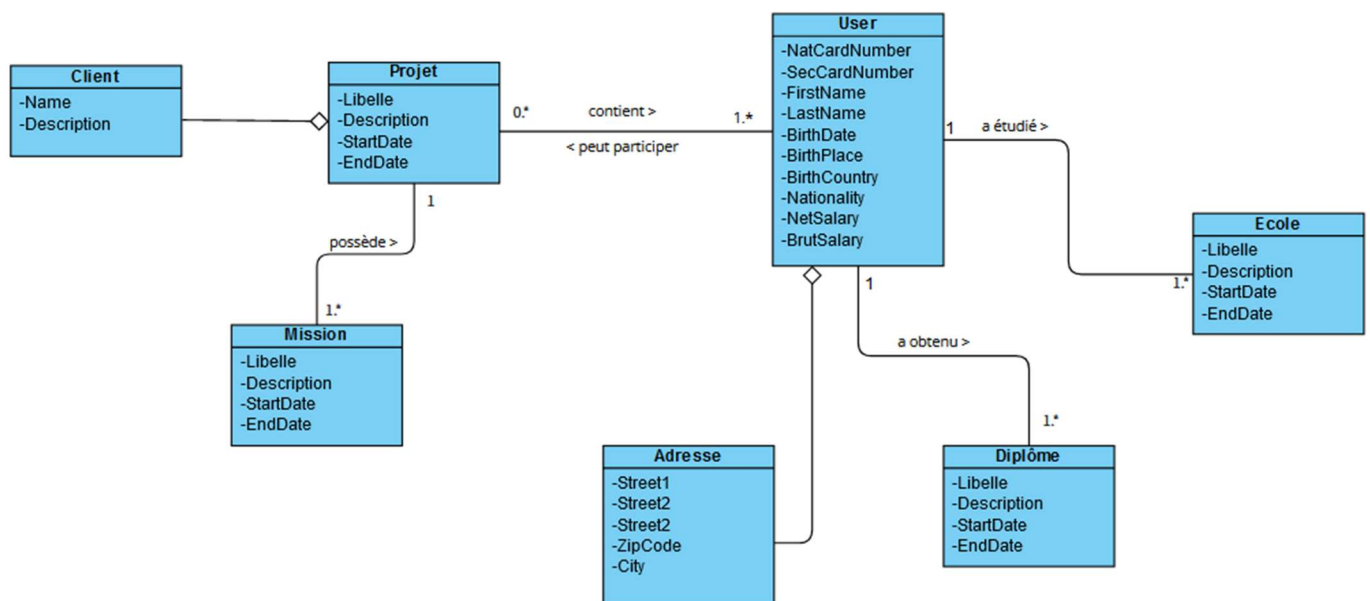 Client
-Name
-Description
Projet
-Libelle
-Description
-StartDate
-EndDate
0.*
contient >
1.*
< peut participer
User
-NatCardNumber
-SecCardNumber
-FirstName
-LastName
-BirthDate
-BirthPlace
-BirthCountry
-Nationality
-NetSalary
-BrutSalary
1
a étudié >
1.*
Ecole
-Libelle
-Description
-StartDate
-EndDate
1
possède >
1.*
Mission
-Libelle
-Description
-StartDate
-EndDate
1
a obtenu >
1.*
Adresse
-Street1
-Street2
-Street2
-ZipCode
-City
Diplôme
-Libelle
-Description
-StartDate
-EndDate